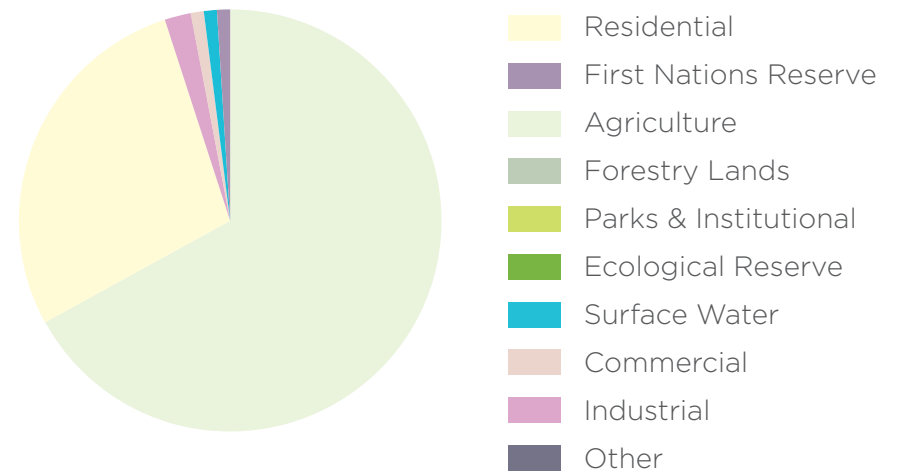 Residential
First Nations Reserve
Agriculture
Forestry Lands
Parks & Institutional
Ecological Reserve
Surface Water
Commercial
Industrial
Other